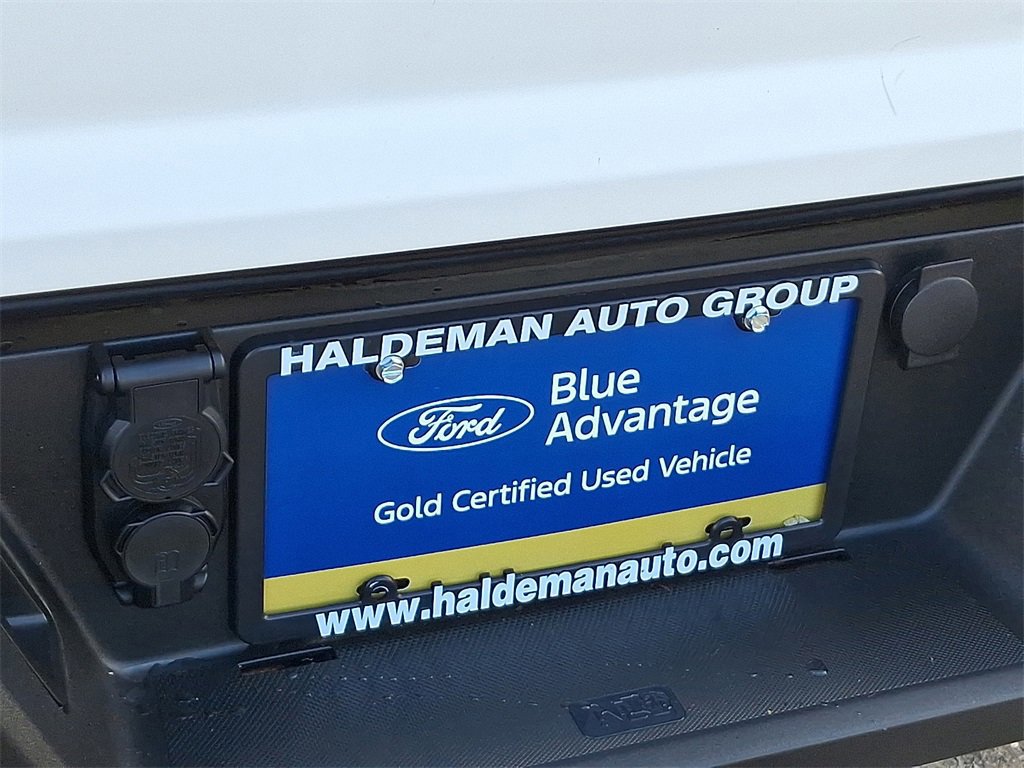 HALDEMAN AUTO GROUP
Ford
Blue
Advantage
Gold Certified Used Vehicle
www.haldemanauto.com